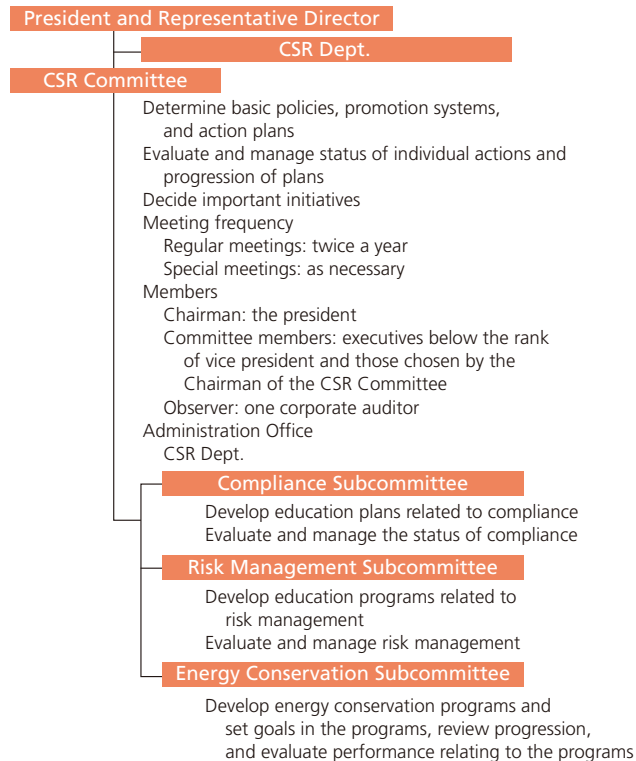 President and Representative Director
CSR Dept.
CSR Committee
Determine basic policies, promotion systems,
and action plans
Evaluate and manage status of individual actions and
progression of plans
Decide important initiatives
Meeting frequency
Regular meetings: twice a year
Special meetings: as necessary
Members
Chairman: the president
Committee members: executives below the rank
of vice president and those chosen by the
Chairman of the CSR Committee
Observer: one corporate auditor
Administration Office
CSR Dept.
Compliance Subcommittee
Develop education plans related to compliance
Evaluate and manage the status of compliance
Risk Management Subcommittee
Develop education programs related to
risk management
Evaluate and manage risk management
Energy Conservation Subcommittee
Develop energy conservation programs and
set goals in the programs, review progression,
and evaluate performance relating to the programs